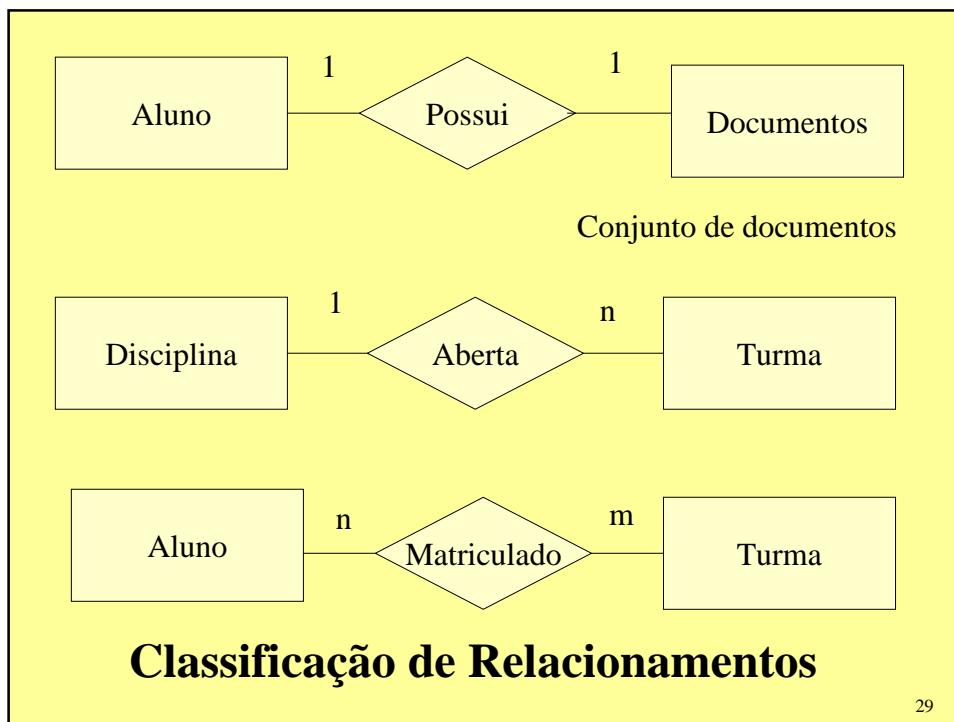 1
1
Aluno
Possui
Documentos
Conjunto de documentos
1
n
Disciplina
Aberta
Turma
n
m
Aluno
Matriculado
Turma
Classificação de Relacionamentos
29